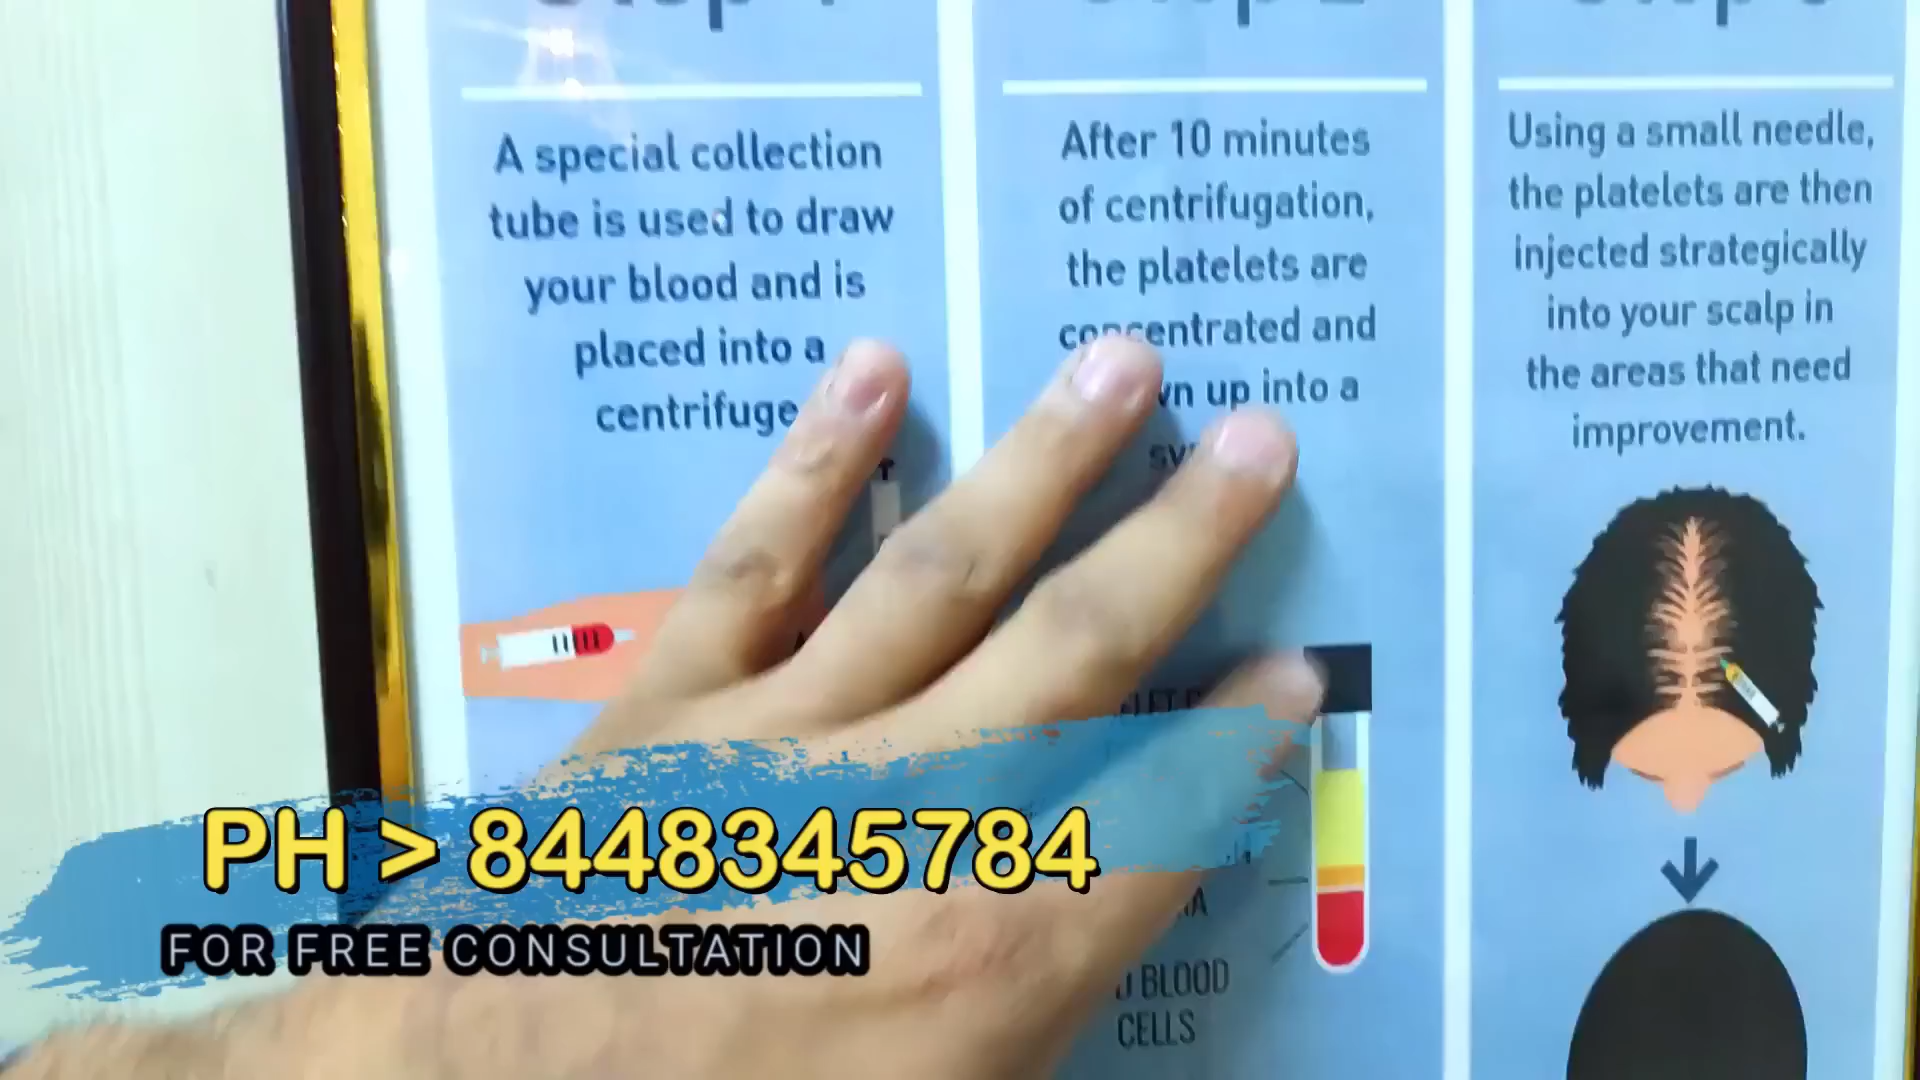 A special collection
tube is used to draw
your blood and is
placed into a
centrifuge
After 10 minutes
of centrifugation,
the platelets are
concentrated and
up into a
Using a small needle,
the platelets are then
injected strategically
into your scalp in
the areas that need
improvement.
BLOOD
CELLS
PH > 8448345784
FOR FREE CONSULTATION